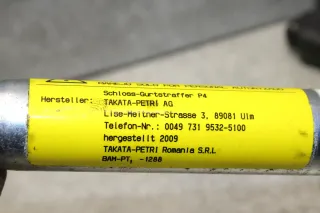 Schloss-Gurtstraffer P4
Hersteller: TAKATA-PETRI AG
Lise-Meitner-Strasse 3, 89081 Ulm
Telefon-Nr.: 0049 731 9532-5100
hergestellt 2009
TAKATA-PETRI Romania S.R.L
BAM-PT, -1288